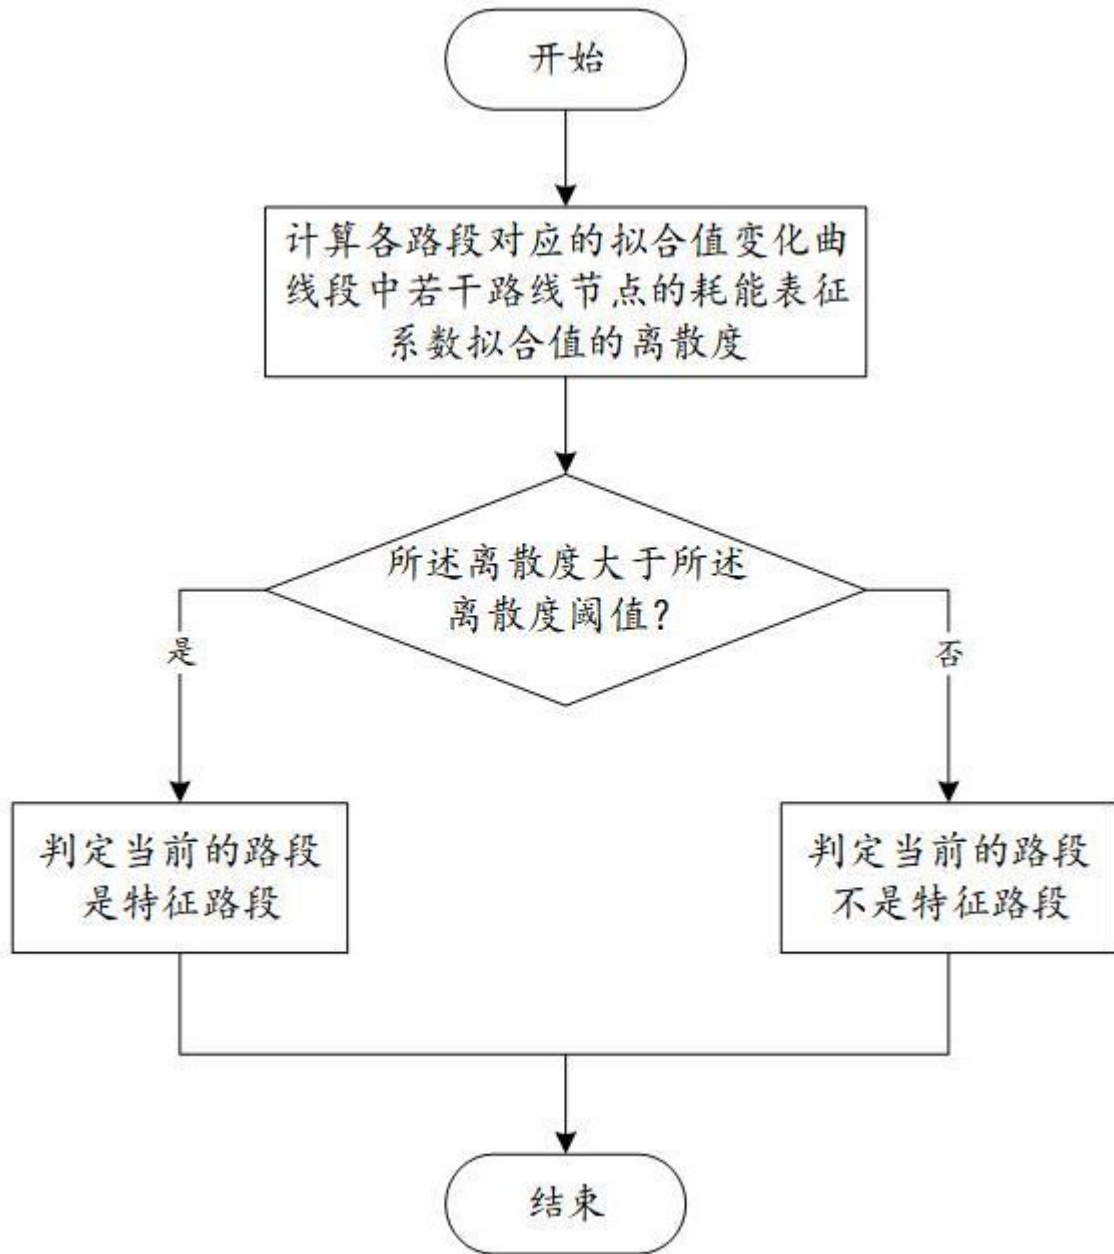 开始
计算各路段对应的拟合值变化曲
线段中若干路线节点的耗能表征
系数拟合值的离散度
所述离散度大于所述
离散度阈值?
是
否
判定当前的路段
是特征路段
判定当前的路段
不是特征路段
结束